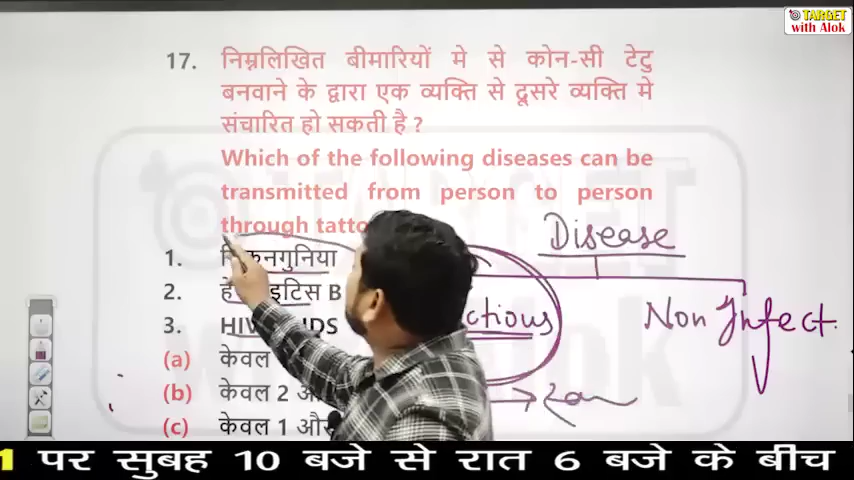 TARGET
with Alok
17. निम्नलिखित बीमारियों मे से कोन-सी टेटु
बनवाने के द्वारा एक व्यक्ति से दूसरे व्यक्ति मे
संचारित हो सकती है ?
Which of the following diseases can be
transmitted from person to person
through
Disease
1.
2. B
3.
Non Infect.
(a) केवल
(b) केवल 2
(c) केवल 1 और
1 पर सुबह 10 बजे से रात 6 बजे के बीच